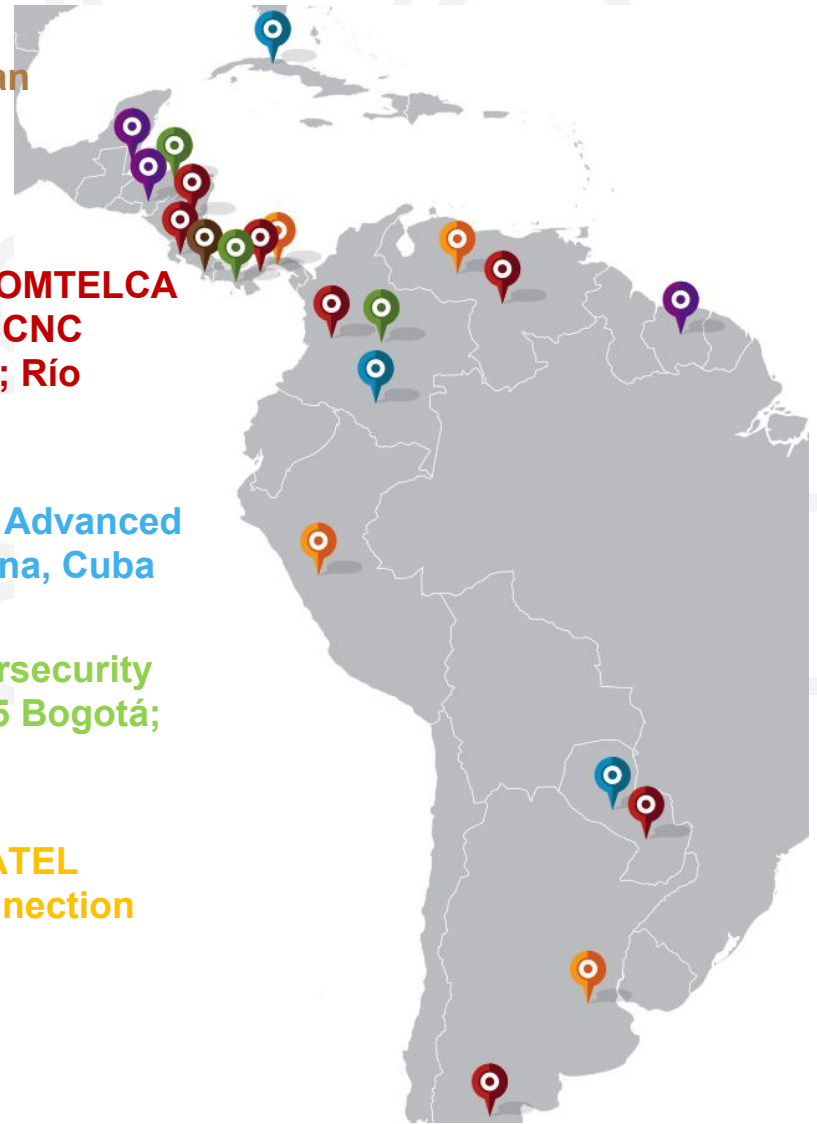 an
OMTELCA
CNC
; Río
Advanced
na, Cuba
rsecurity
5 Bogotá;
ATEL
nection